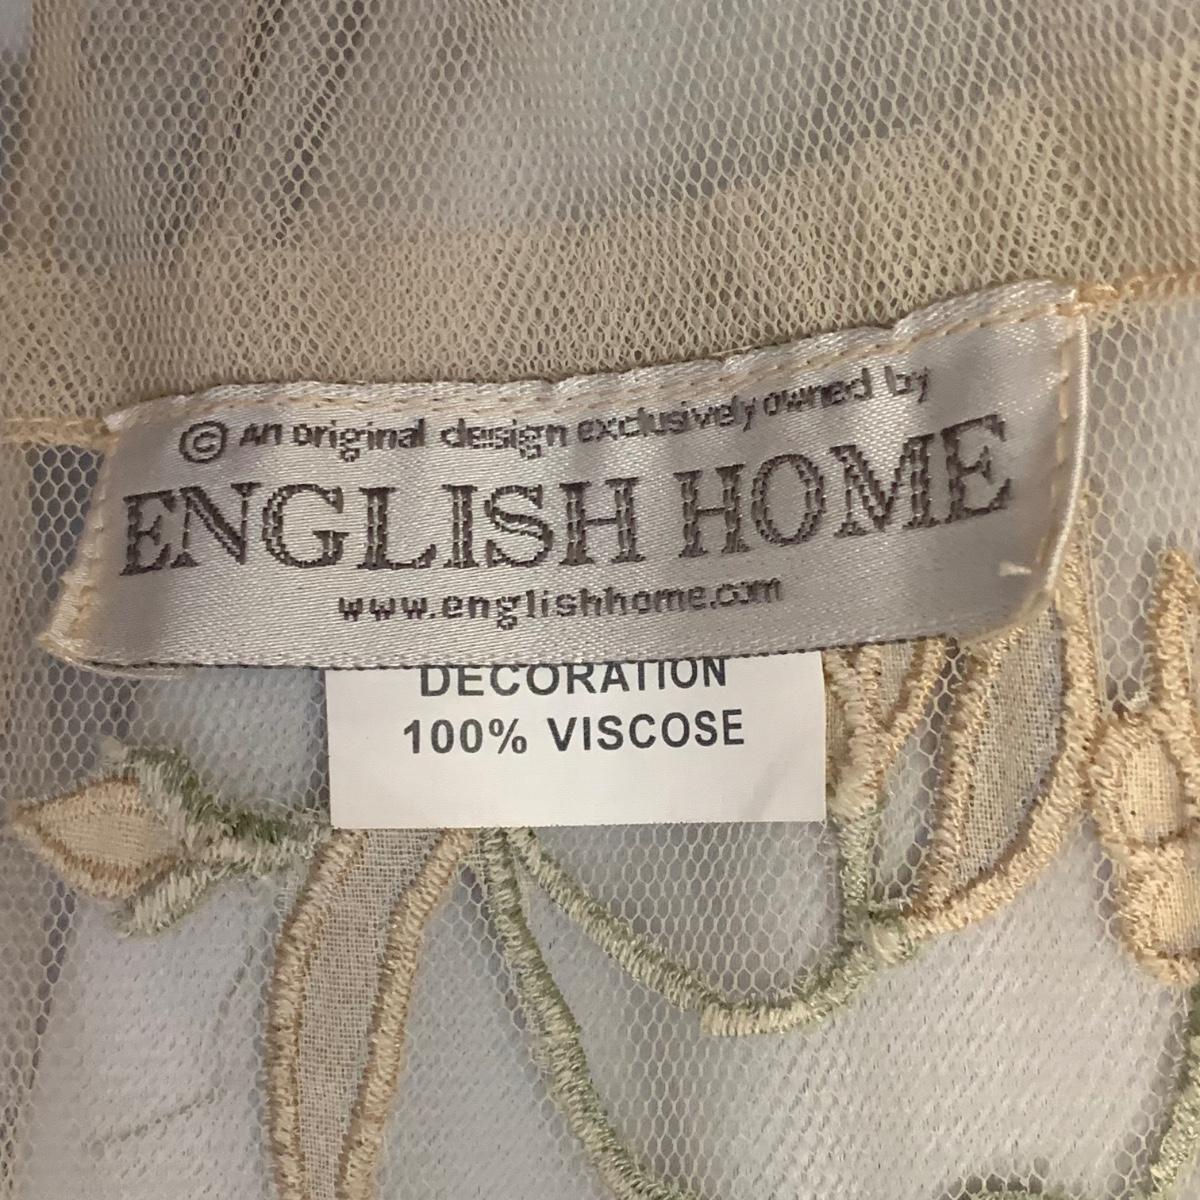 © An original design exclusively owned by
ENGLISH HOME
www.englishhome.com
DECORATION
100% VISCOSE